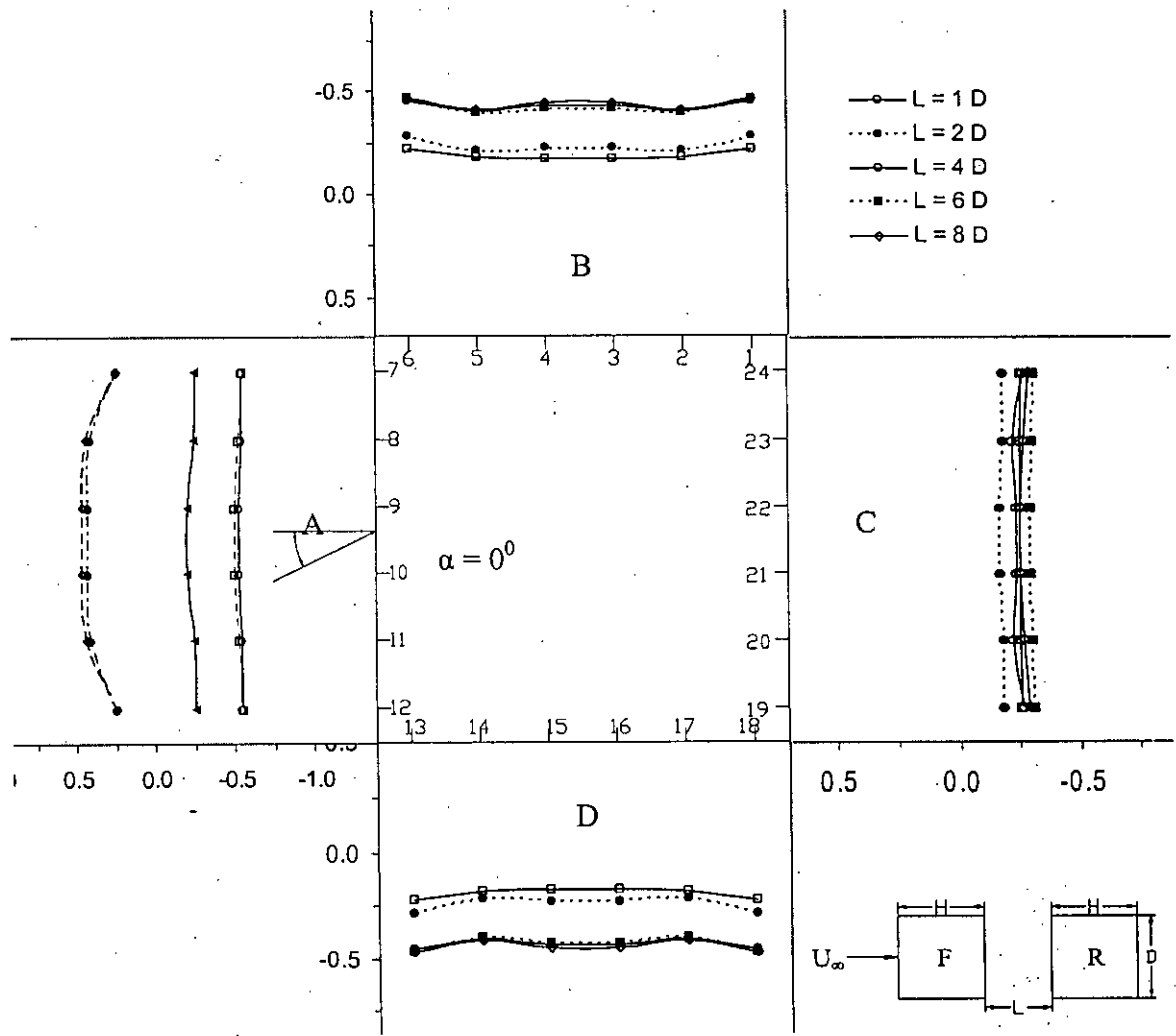 -0.5
0.0
0.5
B
L = 1 D
L = 2 D
L = 4 D
L = 6 D
L = 8 D
6 5 4 3 2 1
7
8
9
10
11
12
A
α = 0⁰
24
23
22
21
20
19
C
13 14 15 16 17 18
0.5 0.0 -0.5 -1.0
0.5 0.0 -0.5
D
0.0
-0.5
H H
U∞ F R D
L